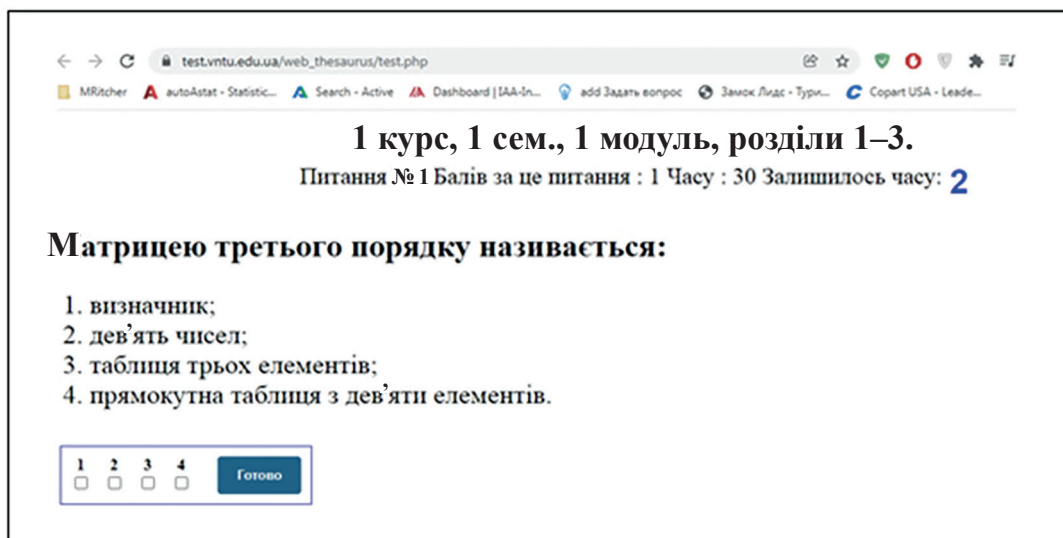 test.vntu.edu.ua/web_thesaurus/test.php
MRitcher autoAstat - Statistic... Search - Active Dashboard | IAA-In... add Задать вопрос Замок Лидс - Тури... Copart USA - Leade...
1 курс, 1 сем., 1 модуль, розділи 1–3.
Питання № 1 Балів за це питання : 1 Часу : 30 Залишилось часу: 2
Матрицею третього порядку називається:
1. визначник;
2. дев’ять чисел;
3. таблиця трьох елементів;
4. прямокутна таблиця з дев’яти елементів.
1 2 3 4
Готово